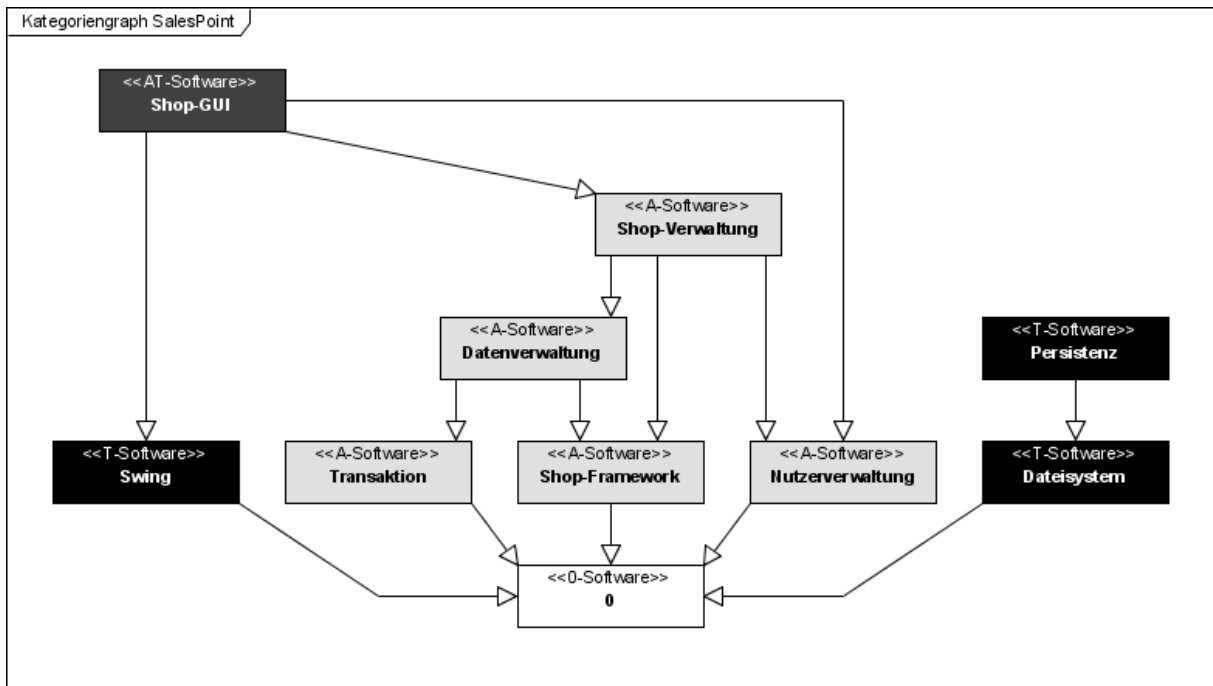 Kategoriengraph SalesPoint
<<AT-Software>>
Shop-GUI
<<A-Software>>
Shop-Verwaltung
<<A-Software>>
Datenverwaltung
<<T-Software>>
Persistenz
<<T-Software>>
Swing
<<A-Software>>
Transaktion
<<A-Software>>
Shop-Framework
<<A-Software>>
Nutzerverwaltung
<<T-Software>>
Dateisystem
<<0-Software>>
0